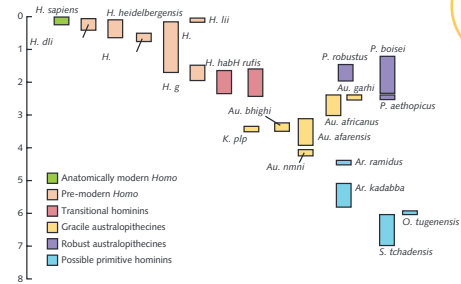 0
1
2
3
4
5
6
7
8
H. sapiens
H. heidelbergensis
H. dli
H.
H.
H. lii
H. g
H. habH rufis
P. robustus
P. boisei
Au. garhi
P. aethopicus
Au. africanus
Au. bhighi
K. plp
Au. afarensis
Au. nmni
Ar. ramidus
Ar. kadabba
O. tugenensis
S. tchadensis
Anatomically modern Homo
Pre-modern Homo
Transitional hominins
Gracile australopithecines
Robust australopithecines
Possible primitive hominins